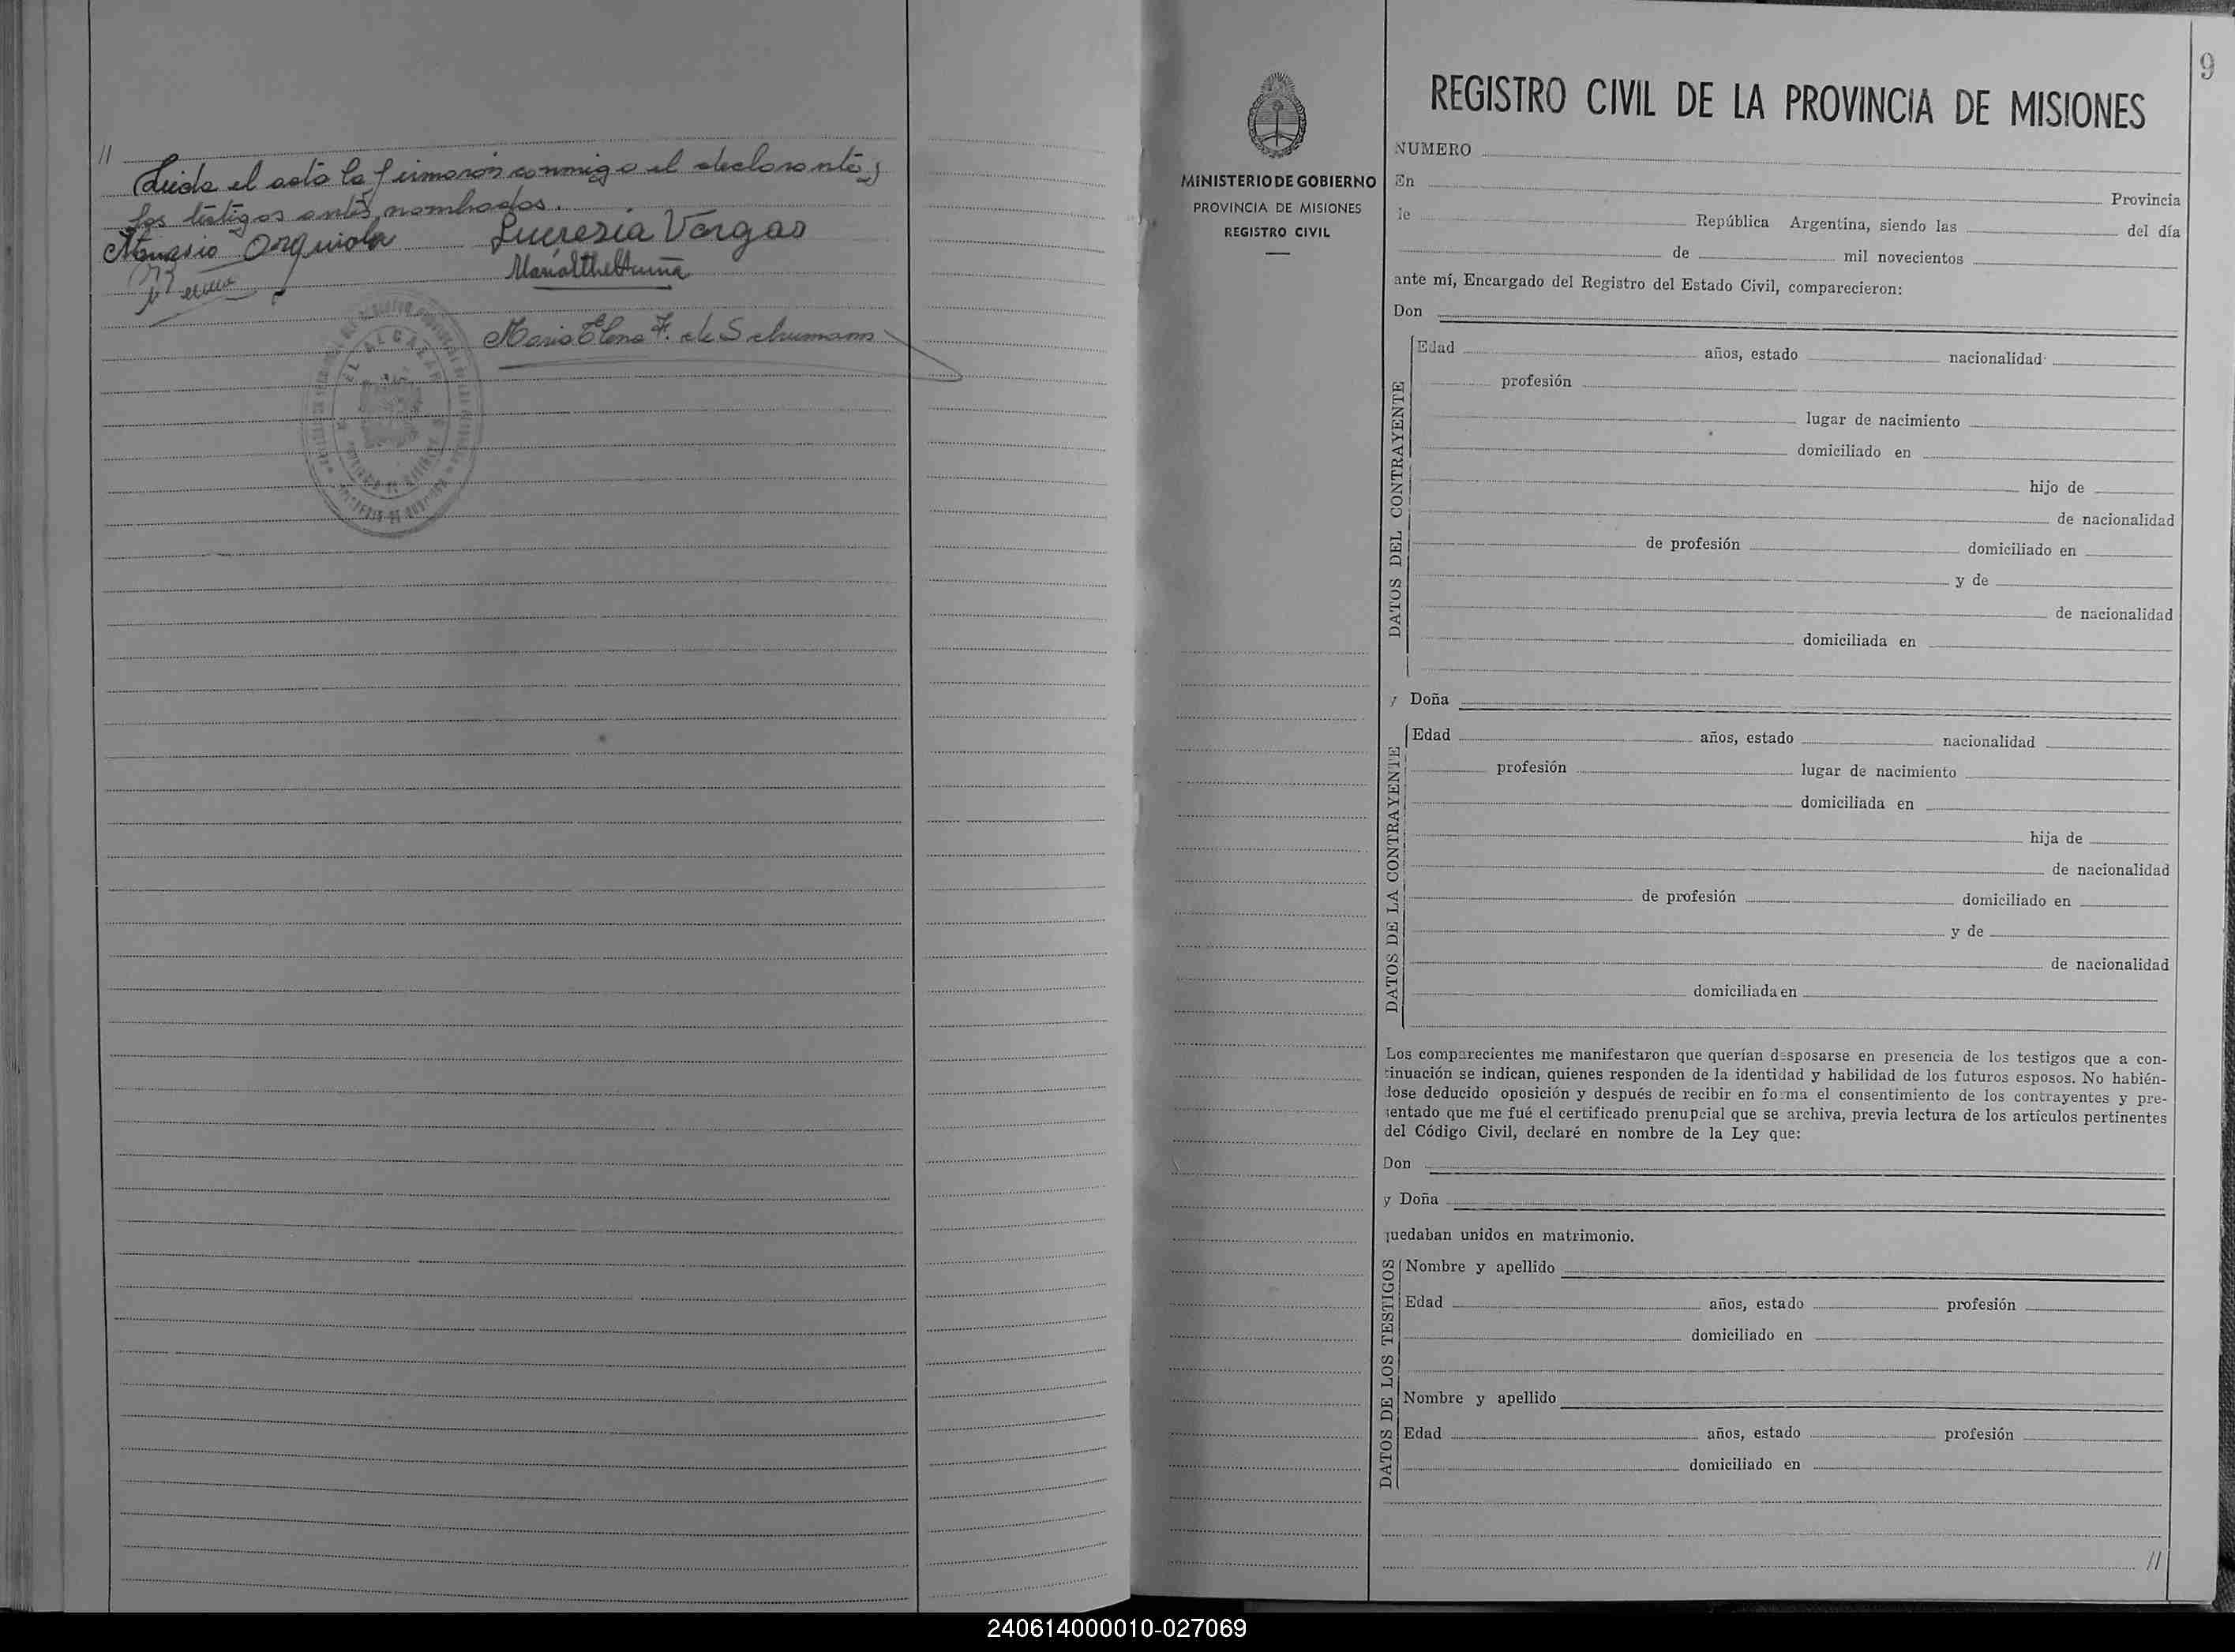 //
Leida el acta la firmaron conmigo el declarante y
los testigos antes nombrados.
Atanasio Orquiola Lucresia Vargas
Maria Elena F. de Schumann
EL ALCAZAR
9
REGISTRO CIVIL DE LA PROVINCIA DE MISIONES
MINISTERIO DE GOBIERNO
PROVINCIA DE MISIONES
REGISTRO CIVIL
NUMERO
En Provincia
de República Argentina, siendo las del día
de mil novecientos
ante mí, Encargado del Registro del Estado Civil, comparecieron:
Don
DATOS DEL CONTRAYENTE
Edad años, estado nacionalidad
profesión
lugar de nacimiento
domiciliado en
hijo de
de nacionalidad
de profesión domiciliado en
y de
de nacionalidad
domiciliada en
y Doña
DATOS DE LA CONTRAYENTE
Edad años, estado nacionalidad
profesión lugar de nacimiento
domiciliada en
hija de
de nacionalidad
de profesión domiciliado en
y de
de nacionalidad
domiciliada en
Los comparecientes me manifestaron que querían desposarse en presencia de los testigos que a con-
tinuación se indican, quienes responden de la identidad y habilidad de los futuros esposos. No habién-
dose deducido oposición y después de recibir en forma el consentimiento de los contrayentes y pre-
sentado que me fué el certificado prenupcial que se archiva, previa lectura de los artículos pertinentes
del Código Civil, declaré en nombre de la Ley que:
Don
y Doña
quedaban unidos en matrimonio.
DATOS DE LOS TESTIGOS
Nombre y apellido
Edad años, estado profesión
domiciliado en
Nombre y apellido
Edad años, estado profesión
domiciliado en
//
240614000010-027069